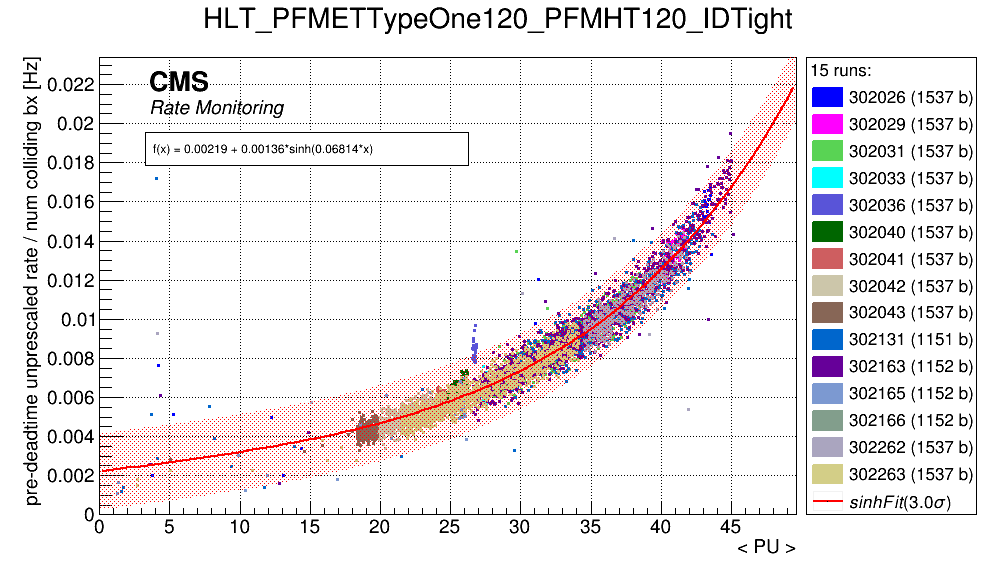 HLT_PFMETTypeOne120_PFMHT120_IDTight
pre-deadtime unprescaled rate / num colliding bx [Hz]
CMS
Rate Monitoring
f(x) = 0.00219 + 0.00136*sinh(0.06814*x)
0.022
0.02
0.018
0.016
0.014
0.012
0.01
0.008
0.006
0.004
0.002
0
0 5 10 15 20 25 30 35 40 45
< PU >
15 runs:
302026 (1537 b)
302029 (1537 b)
302031 (1537 b)
302033 (1537 b)
302036 (1537 b)
302040 (1537 b)
302041 (1537 b)
302042 (1537 b)
302043 (1537 b)
302131 (1151 b)
302163 (1152 b)
302165 (1152 b)
302166 (1152 b)
302262 (1537 b)
302263 (1537 b)
sinhFit(3.0σ)